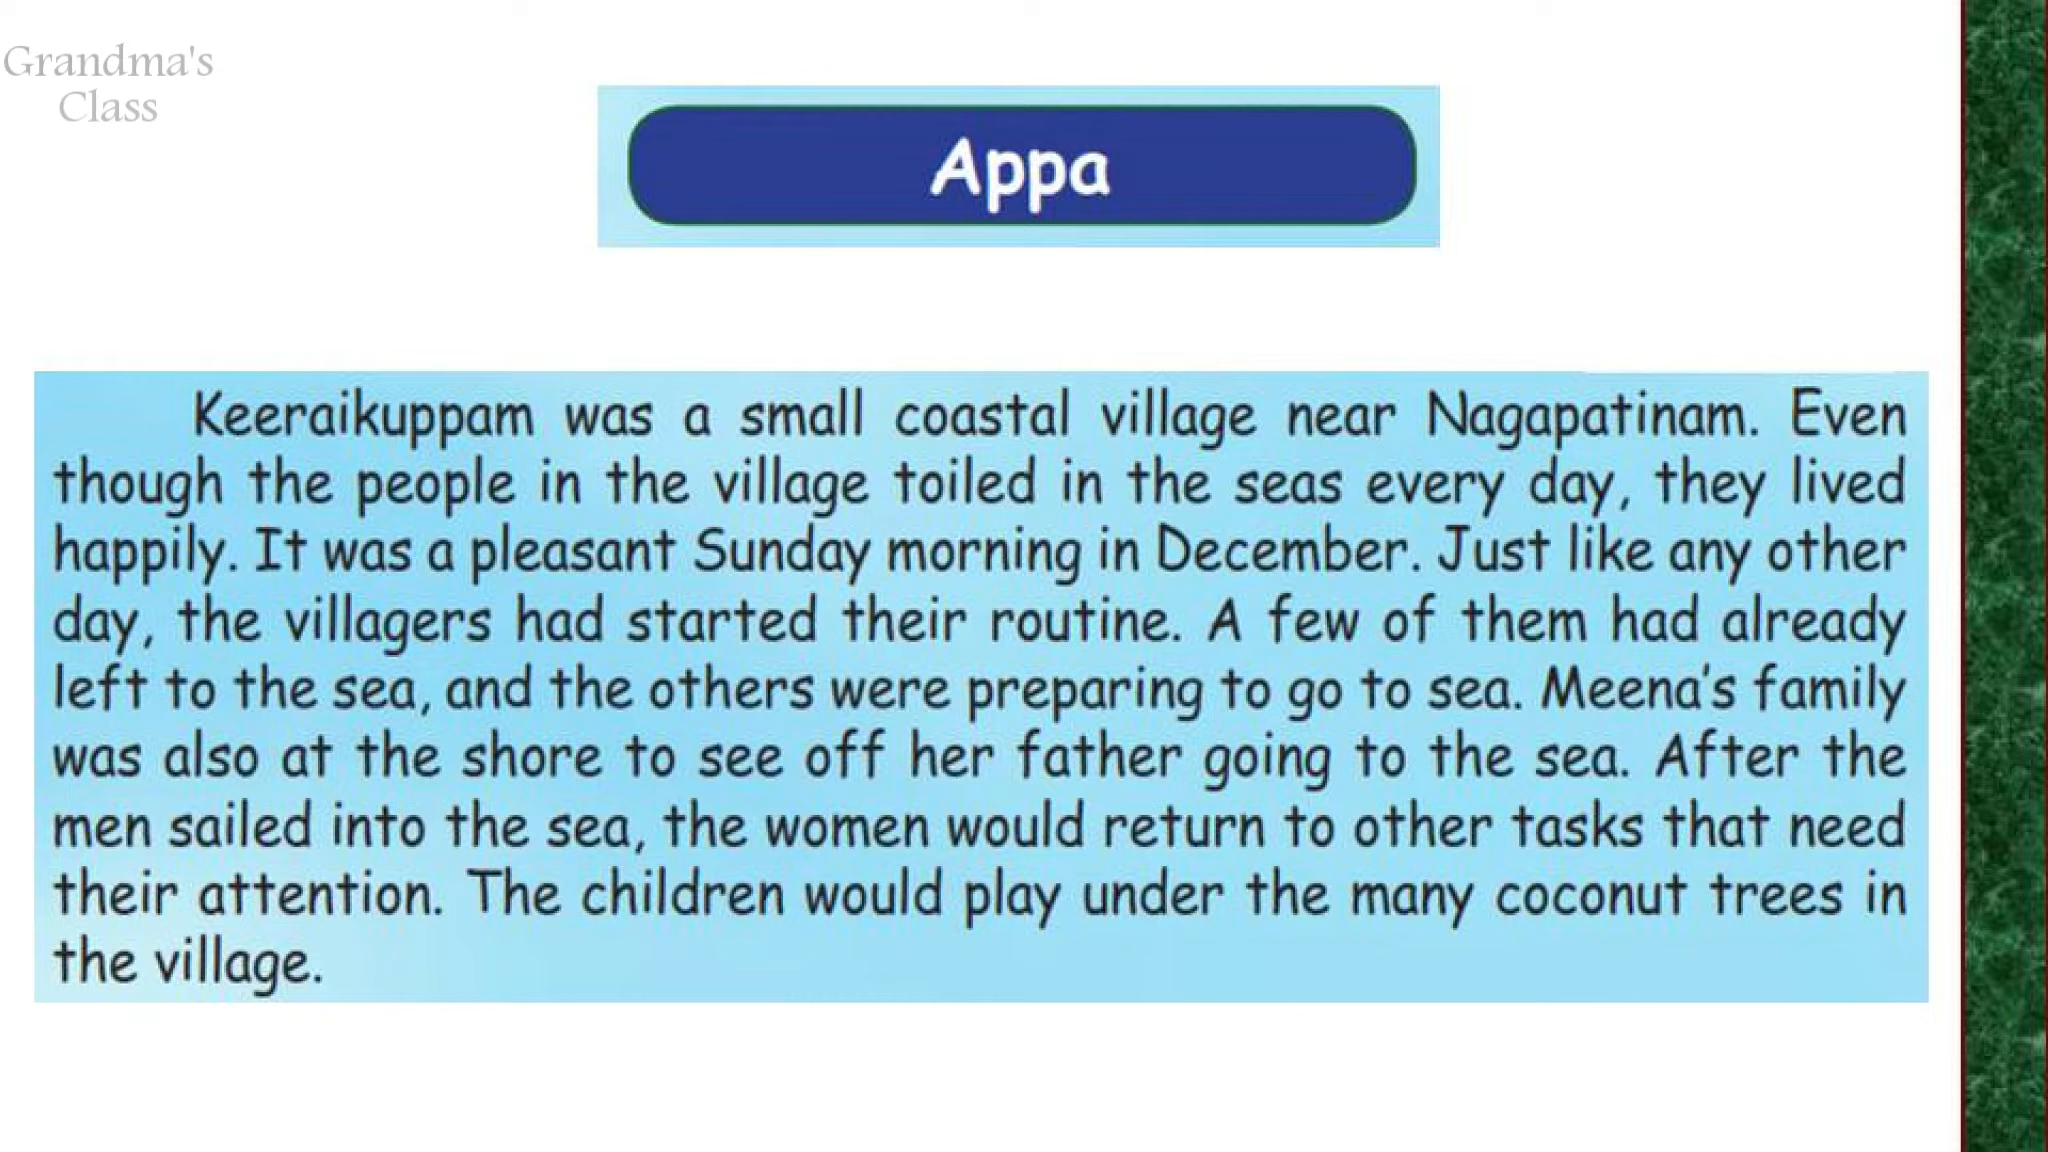 Grandma's
Class
Appa
Keeraikuppam was a small coastal village near Nagapatinam. Even
though the people in the village toiled in the seas every day, they lived
happily. It was a pleasant Sunday morning in December. Just like any other
day, the villagers had started their routine. A few of them had already
left to the sea, and the others were preparing to go to sea. Meena's family
was also at the shore to see off her father going to the sea. After the
men sailed into the sea, the women would return to other tasks that need
their attention. The children would play under the many coconut trees in
the village.